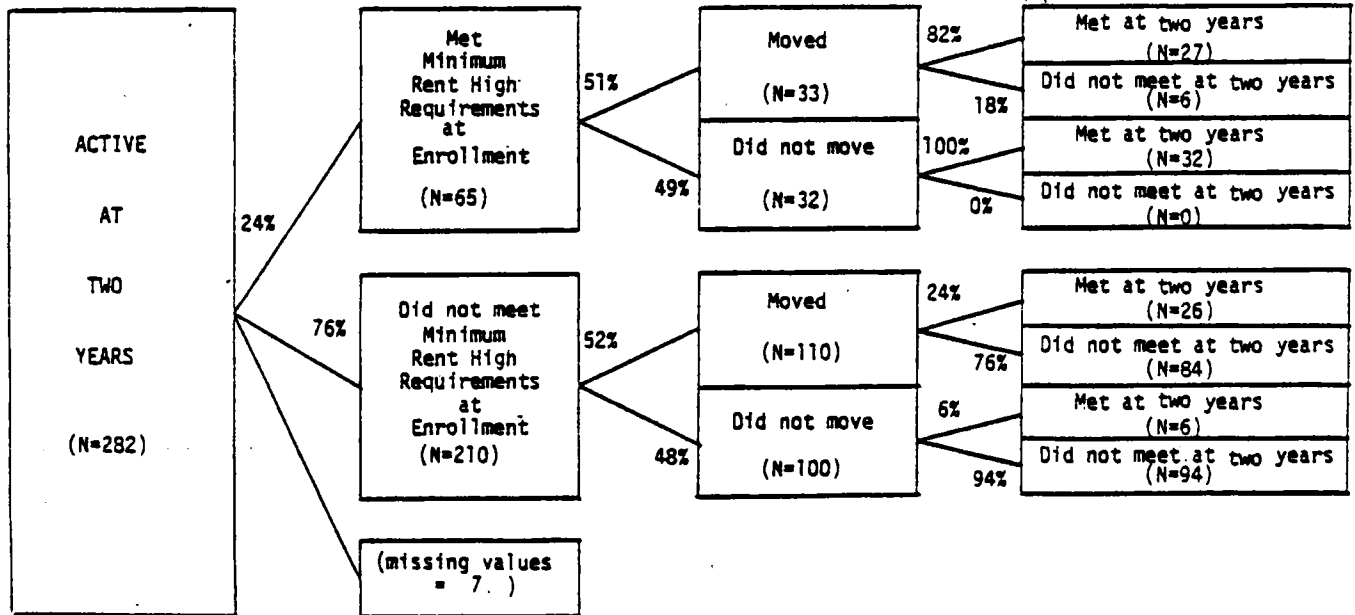 ACTIVE
AT
TWO
YEARS
(N=282)
24%
76%
Met
Minimum
Rent High
Requirements
at
Enrollment
(N=65)
51%
49%
Moved
(N=33)
Did not move
(N=32)
82%
18%
100%
0%
Met at two years
(N=27)
Did not meet at two years
(N=6)
Met at two years
(N=32)
Did not meet at two years
(N=0)
Did not meet
Minimum
Rent High
Requirements
at
Enrollment
(N=210)
52%
48%
Moved
(N=110)
Did not move
(N=100)
24%
76%
6%
94%
Met at two years
(N=26)
Did not meet at two years
(N=84)
Met at two years
(N=6)
Did not meet at two years
(N=94)
(missing values
= 7. )